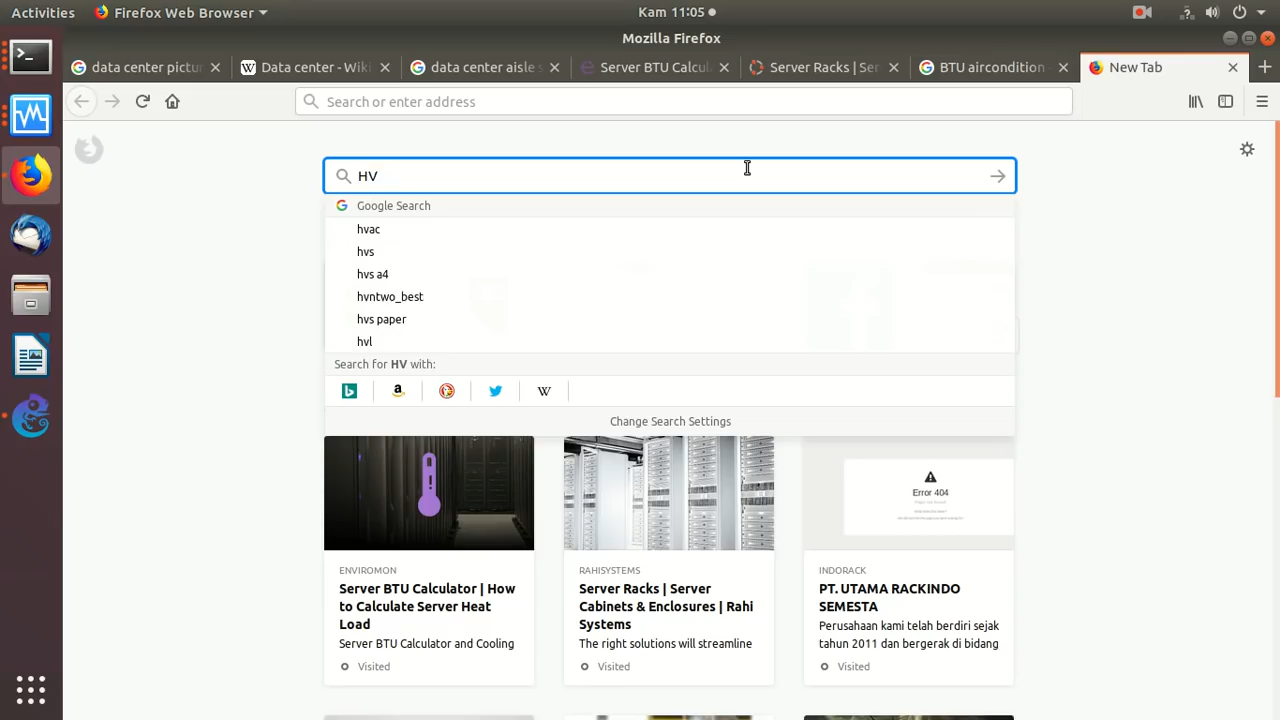 Activities
Firefox Web Browser
Kam 11:05
Mozilla Firefox
data center pictur
Data center - Wiki
data center aisle s
Server BTU Calcul
Server Racks | Ser
BTU aircondition
New Tab
Search or enter address
HV
Google Search
hvac
hvs
hvs a4
hvntwo_best
hvs paper
hvl
Search for HV with:
Change Search Settings
ENVIROMON
Server BTU Calculator | How
to Calculate Server Heat
Load
Server BTU Calculator and Cooling
Visited
RAHISYSTEMS
Server Racks | Server
Cabinets & Enclosures | Rahi
Systems
The right solutions will streamline
Visited
Error 404
INDORACK
PT. UTAMA RACKINDO
SEMESTA
Perusahaan kami telah berdiri sejak
tahun 2011 dan bergerak di bidang
Visited